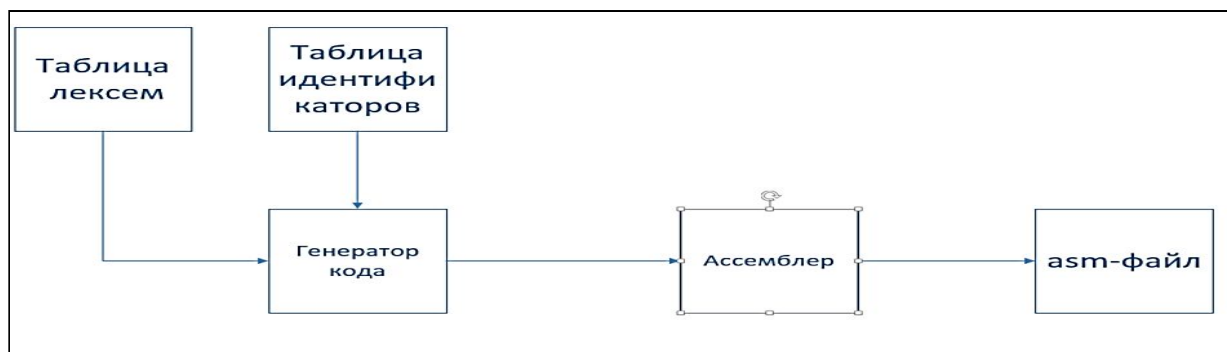 Таблица
лексем
Таблица
идентифи
каторов
Генератор
кода
Ассемблер
asm-файл